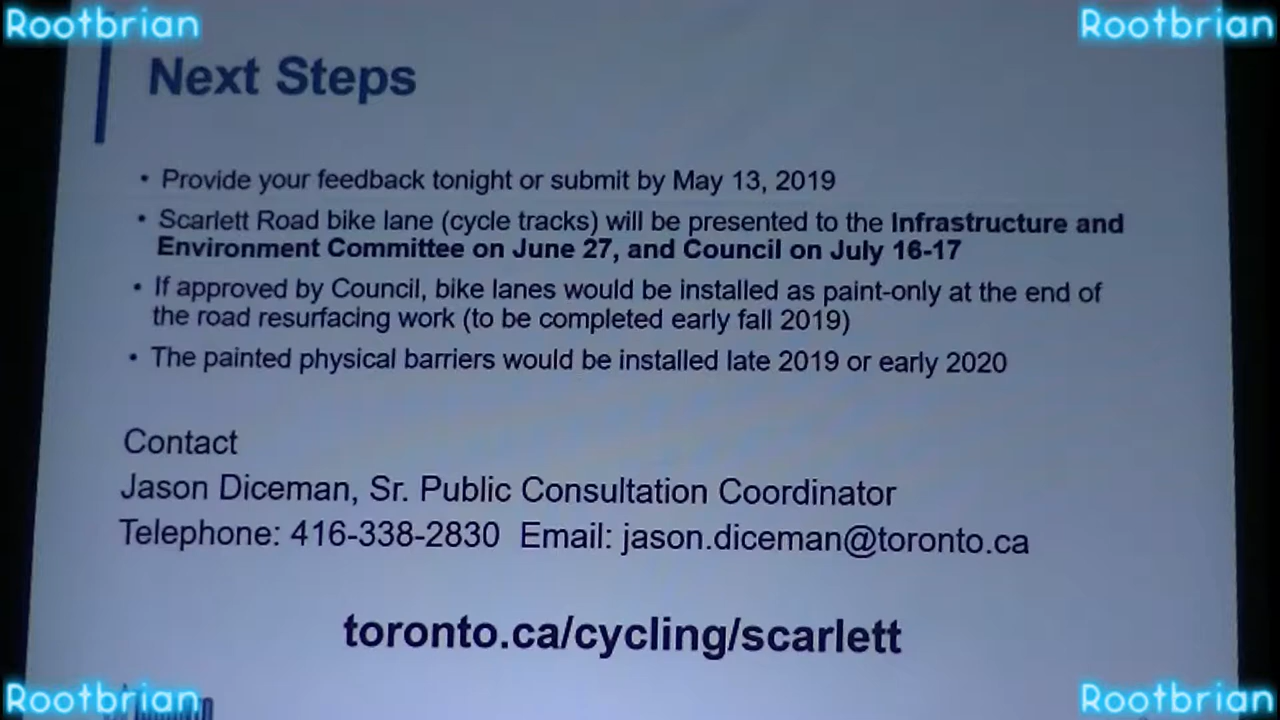 Rootbrian Rootbrian
Next Steps
• Provide your feedback tonight or submit by May 13, 2019
• Scarlett Road bike lane (cycle tracks) will be presented to the Infrastructure and
Environment Committee on June 27, and Council on July 16-17
• If approved by Council, bike lanes would be installed as paint-only at the end of
the road resurfacing work (to be completed early fall 2019)
• The painted physical barriers would be installed late 2019 or early 2020
Contact
Jason Diceman, Sr. Public Consultation Coordinator
Telephone: 416-338-2830 Email: jason.diceman@toronto.ca
toronto.ca/cycling/scarlett
Rootbrian Rootbrian